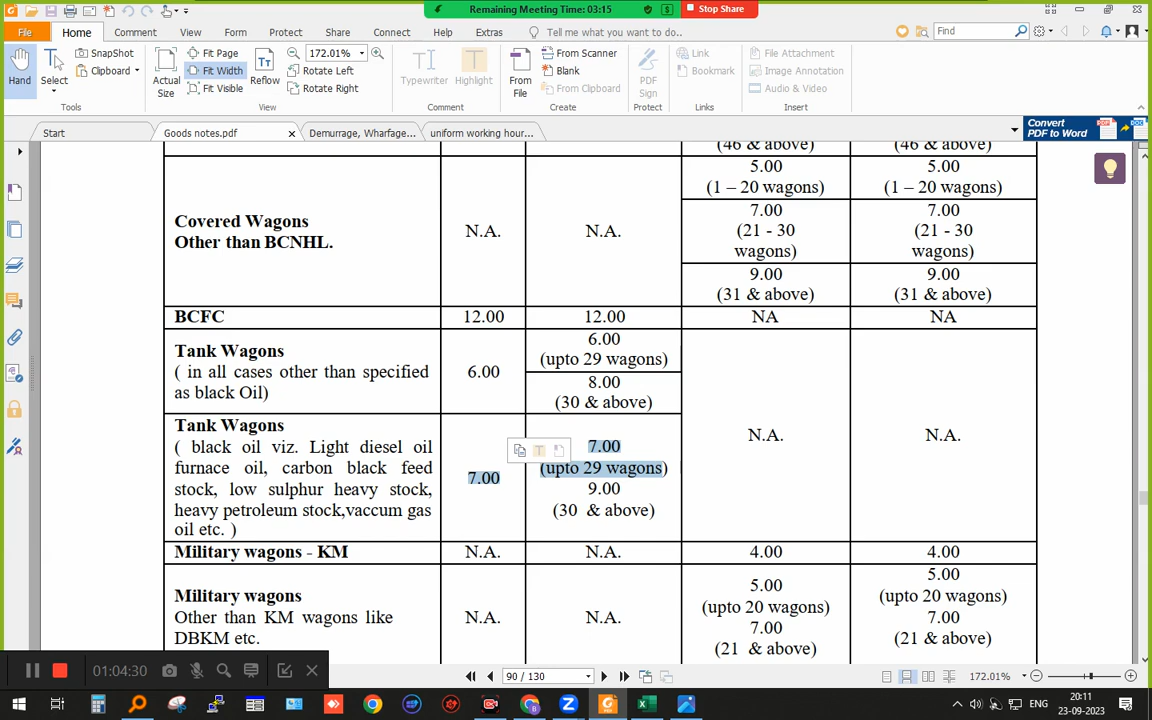 Remaining Meeting Time: 03:15
Stop Share
File
Home
Comment
View
Form
Protect
Share
Connect
Help
Extras
Tell me what you want to do..
Find
Hand
Select
SnapShot
Clipboard
Actual
Size
Fit Page
Fit Width
Fit Visible
Reflow
172.01%
Rotate Left
Rotate Right
Typewriter
Highlight
From
File
From Scanner
Blank
From Clipboard
PDF
Sign
Link
Bookmark
File Attachment
Image Annotation
Audio & Video
Tools
View
Comment
Create
Protect
Links
Insert
Start
Goods notes.pdf
Demurrage, Wharfage...
uniform working hour...
Convert
PDF to Word
(46 & above)
(46 & above)
Covered Wagons
Other than BCNHL.
N.A.
N.A.
5.00
(1 – 20 wagons)
5.00
(1 – 20 wagons)
7.00
(21 - 30
wagons)
7.00
(21 - 30
wagons)
9.00
(31 & above)
9.00
(31 & above)
BCFC
12.00
12.00
NA
NA
Tank Wagons
( in all cases other than specified
as black Oil)
6.00
6.00
(upto 29 wagons)
8.00
(30 & above)
Tank Wagons
( black oil viz. Light diesel oil
furnace oil, carbon black feed
stock, low sulphur heavy stock,
heavy petroleum stock,vaccum gas
oil etc. )
7.00
7.00
(upto 29 wagons)
9.00
(30 & above)
N.A.
N.A.
Military wagons - KM
N.A.
N.A.
4.00
4.00
Military wagons
Other than KM wagons like
DBKM etc.
N.A.
N.A.
5.00
(upto 20 wagons)
7.00
(21 & above)
5.00
(upto 20 wagons)
7.00
(21 & above)
01:04:30
90 / 130
172.01%
20:11
23-09-2023